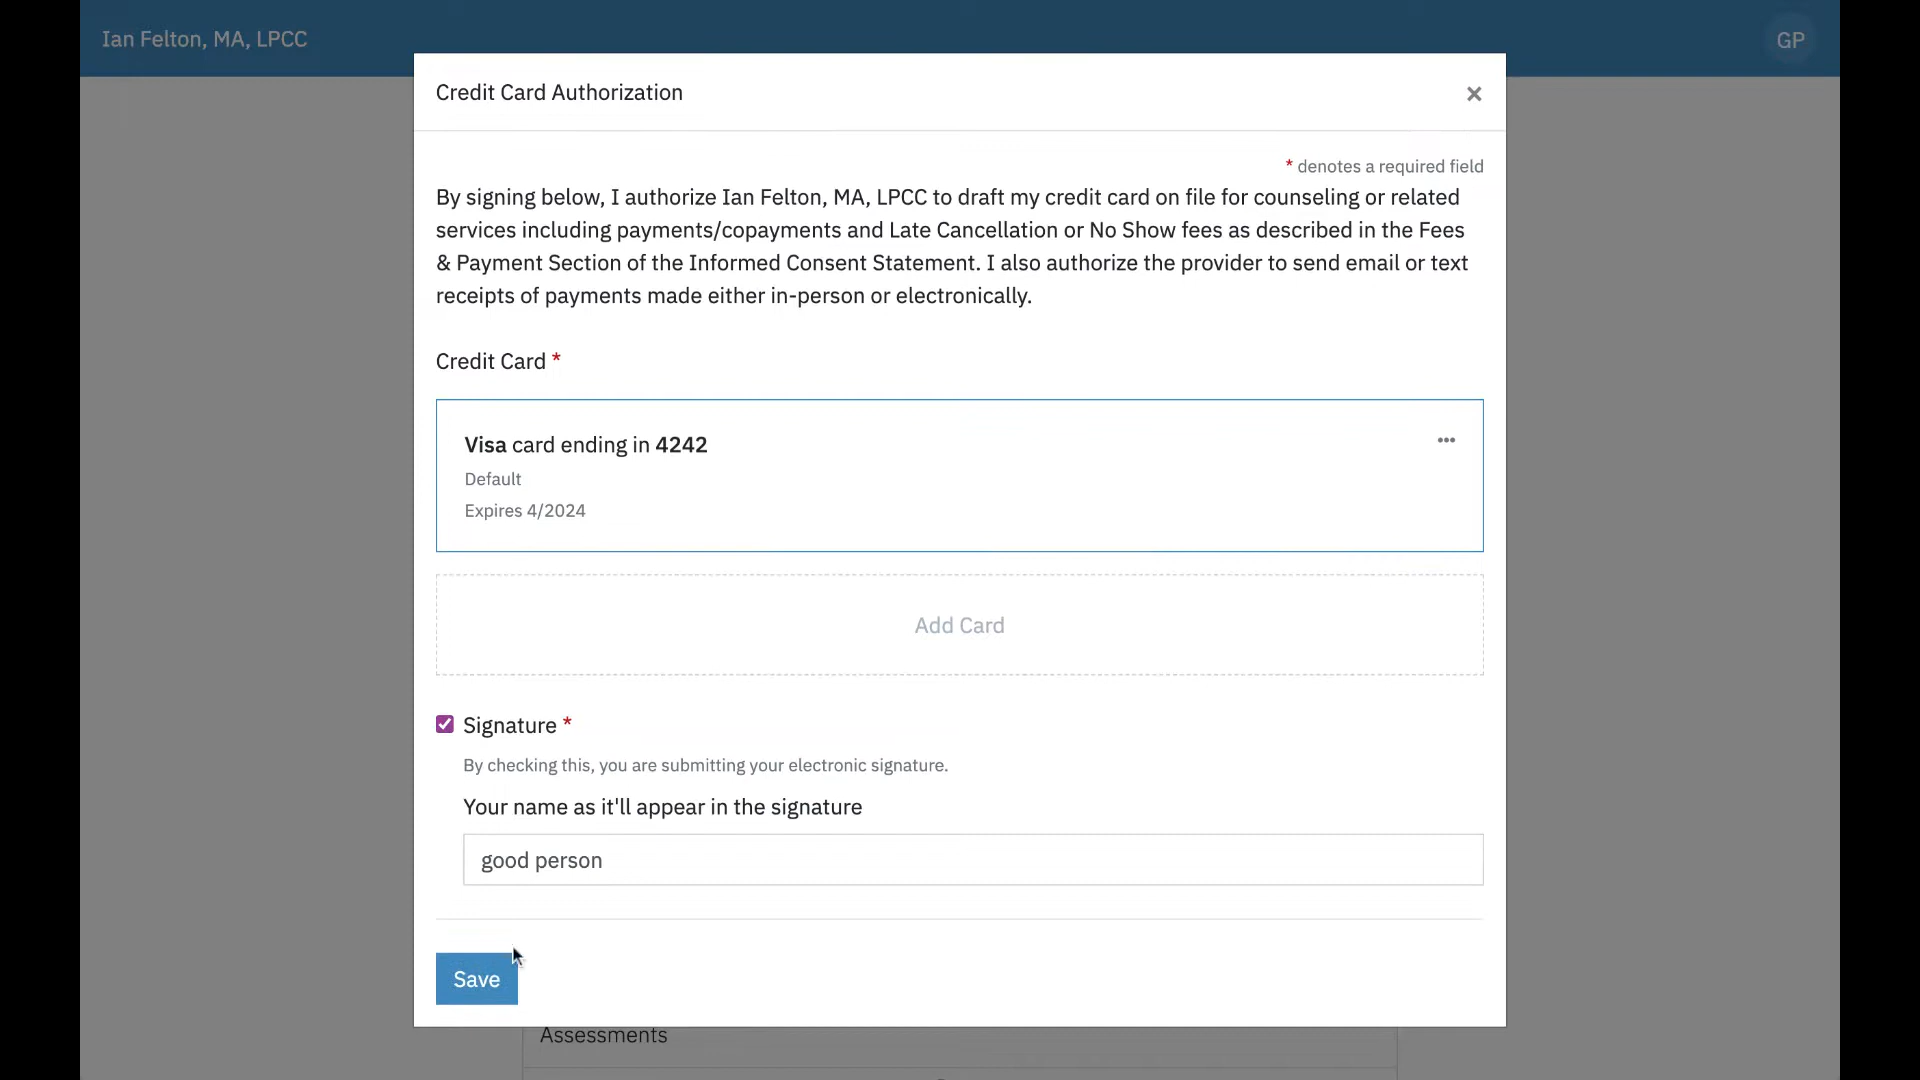 Ian Felton, MA, LPCC
GP
Credit Card Authorization
×
* denotes a required field
By signing below, I authorize Ian Felton, MA, LPCC to draft my credit card on file for counseling or related
services including payments/copayments and Late Cancellation or No Show fees as described in the Fees
& Payment Section of the Informed Consent Statement. I also authorize the provider to send email or text
receipts of payments made either in-person or electronically.
Credit Card *
Visa card ending in 4242
Default
Expires 4/2024
Add Card
Signature *
By checking this, you are submitting your electronic signature.
Your name as it'll appear in the signature
good person
Save
Assessments